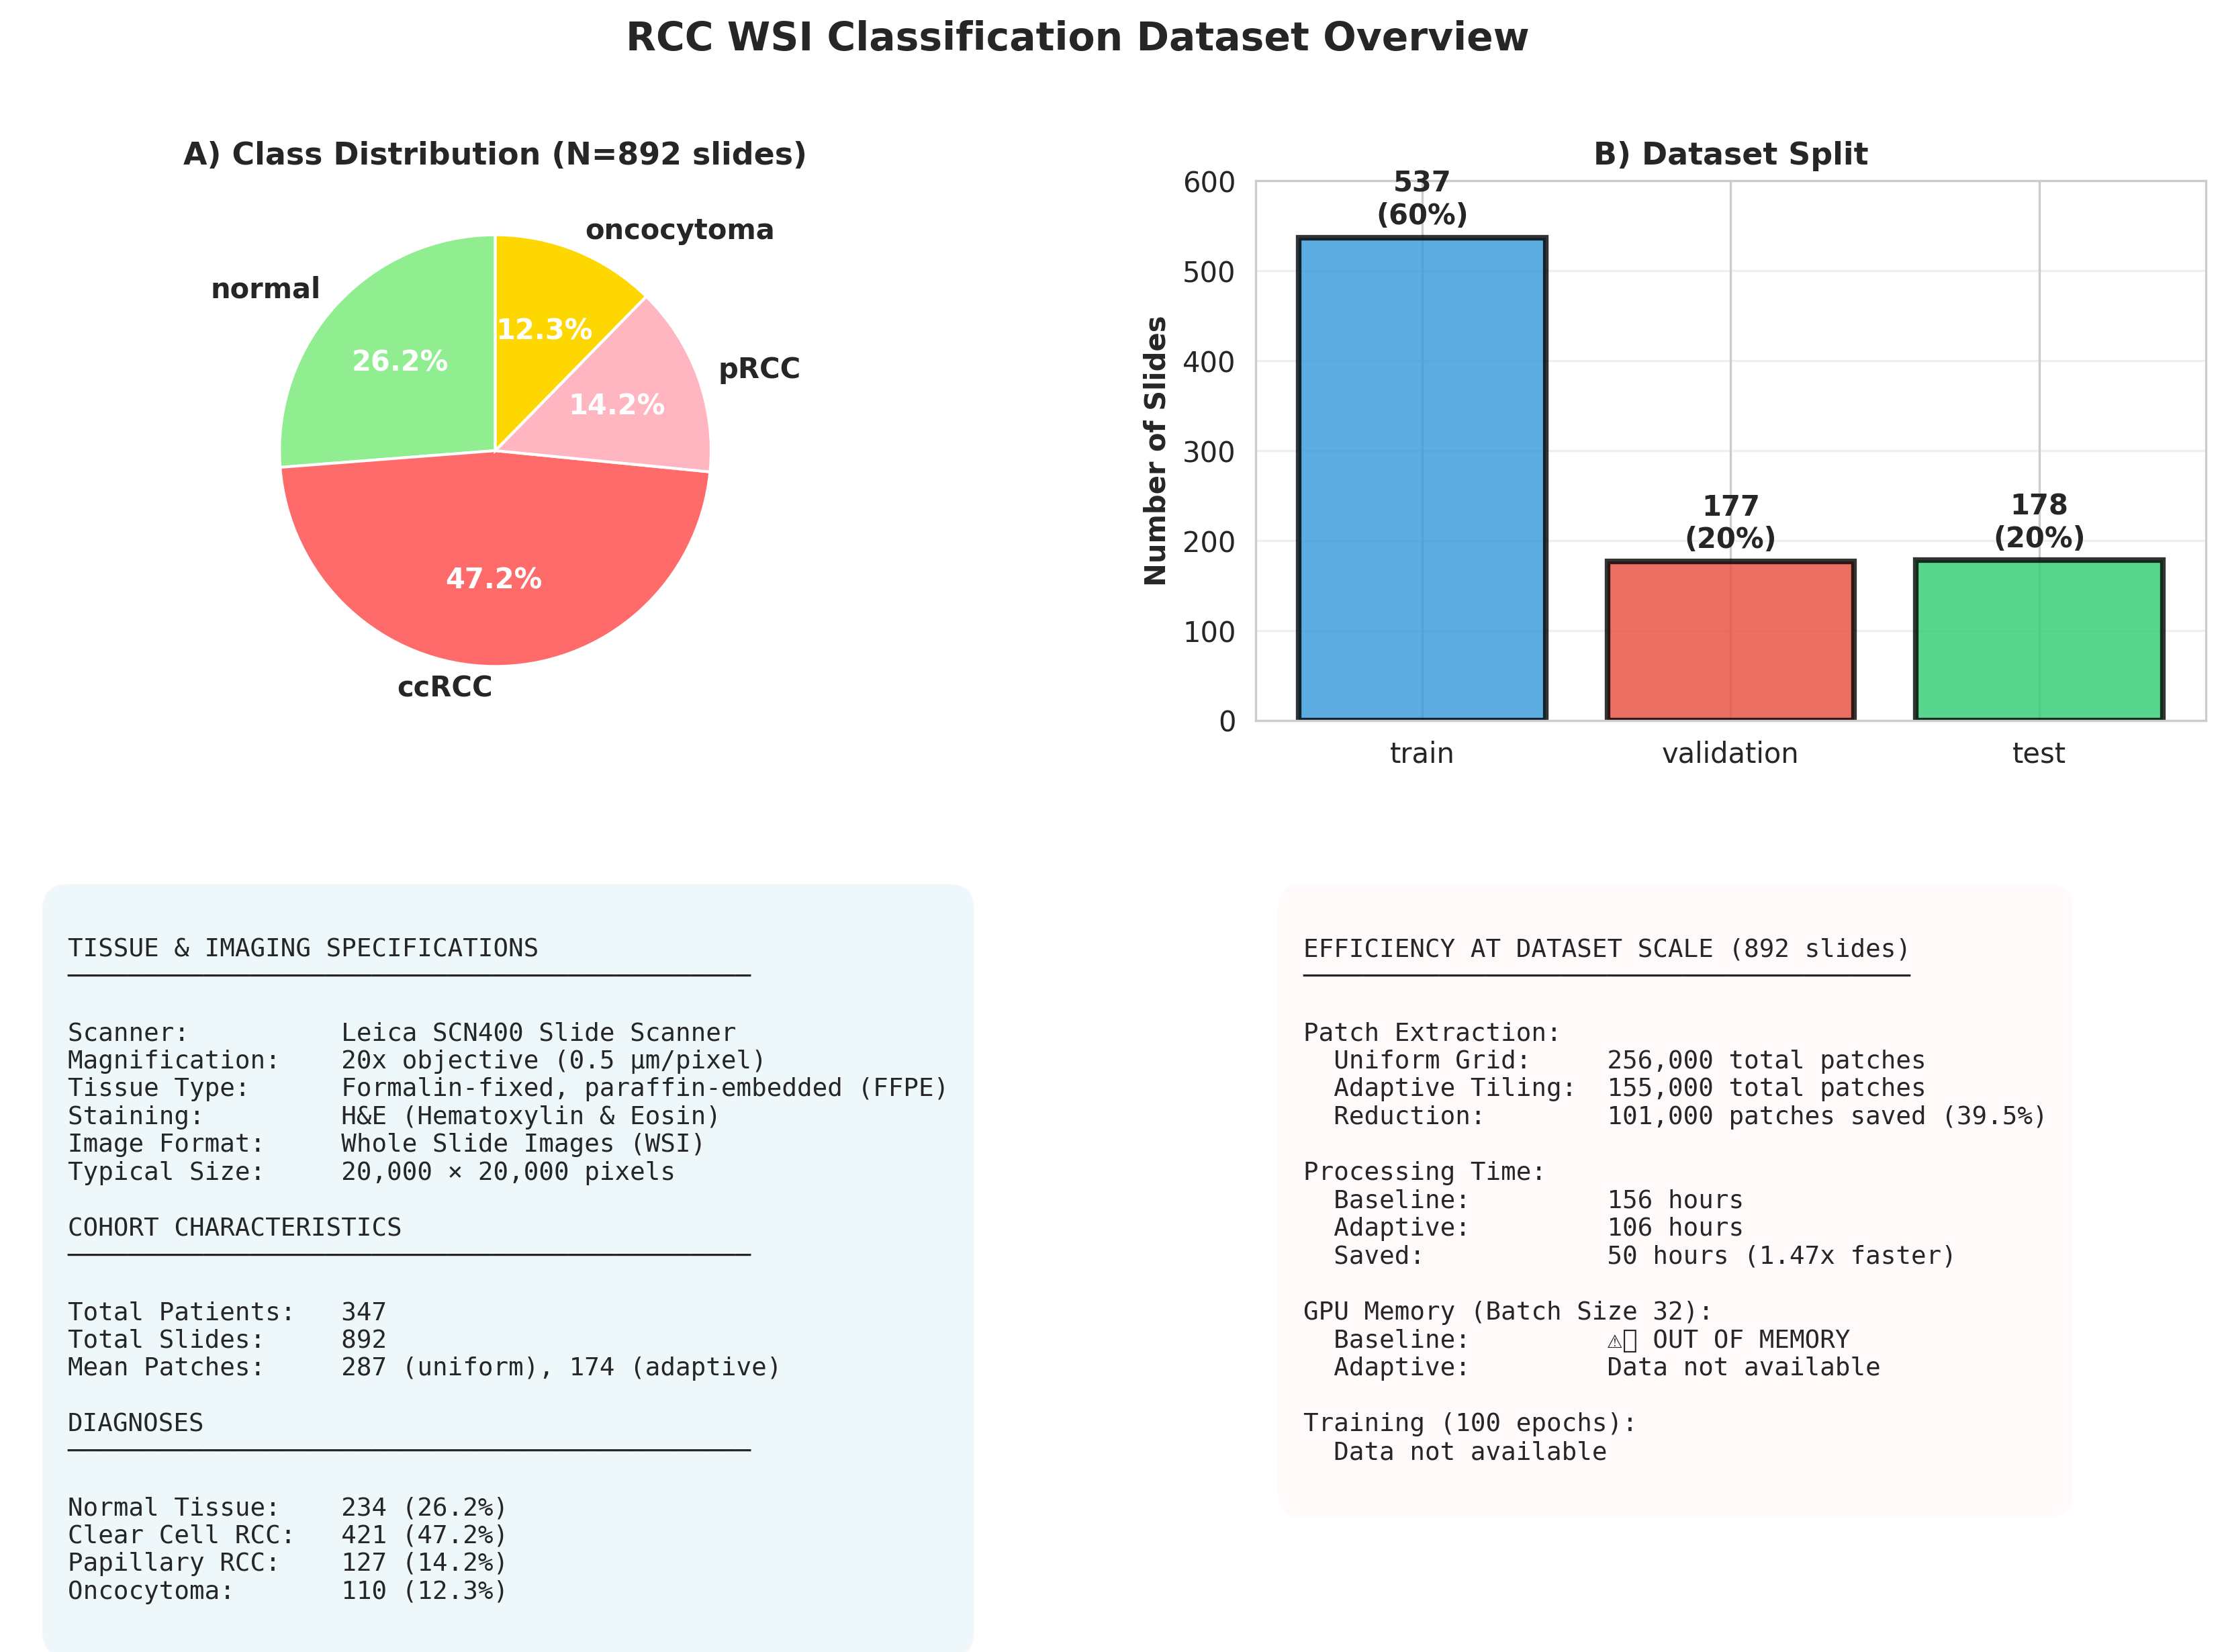 RCC WSI Classification Dataset Overview
A) Class Distribution (N=892 slides)
oncocytoma
normal
12.3%
26.2%
pRCC
14.2%
47.2%
ccRCC
B) Dataset Split
Number of Slides
600
500
400
300
200
100
0
537
(60%)
177
(20%)
178
(20%)
train
validation
test
TISSUE & IMAGING SPECIFICATIONS
Scanner: Leica SCN400 Slide Scanner
Magnification: 20x objective (0.5 μm/pixel)
Tissue Type: Formalin-fixed, paraffin-embedded (FFPE)
Staining: H&E (Hematoxylin & Eosin)
Image Format: Whole Slide Images (WSI)
Typical Size: 20,000 × 20,000 pixels
COHORT CHARACTERISTICS
Total Patients: 347
Total Slides: 892
Mean Patches: 287 (uniform), 174 (adaptive)
DIAGNOSES
Normal Tissue: 234 (26.2%)
Clear Cell RCC: 421 (47.2%)
Papillary RCC: 127 (14.2%)
Oncocytoma: 110 (12.3%)
EFFICIENCY AT DATASET SCALE (892 slides)
Patch Extraction:
Uniform Grid: 256,000 total patches
Adaptive Tiling: 155,000 total patches
Reduction: 101,000 patches saved (39.5%)
Processing Time:
Baseline: 156 hours
Adaptive: 106 hours
Saved: 50 hours (1.47x faster)
GPU Memory (Batch Size 32):
Baseline: ⚠ OUT OF MEMORY
Adaptive: Data not available
Training (100 epochs):
Data not available